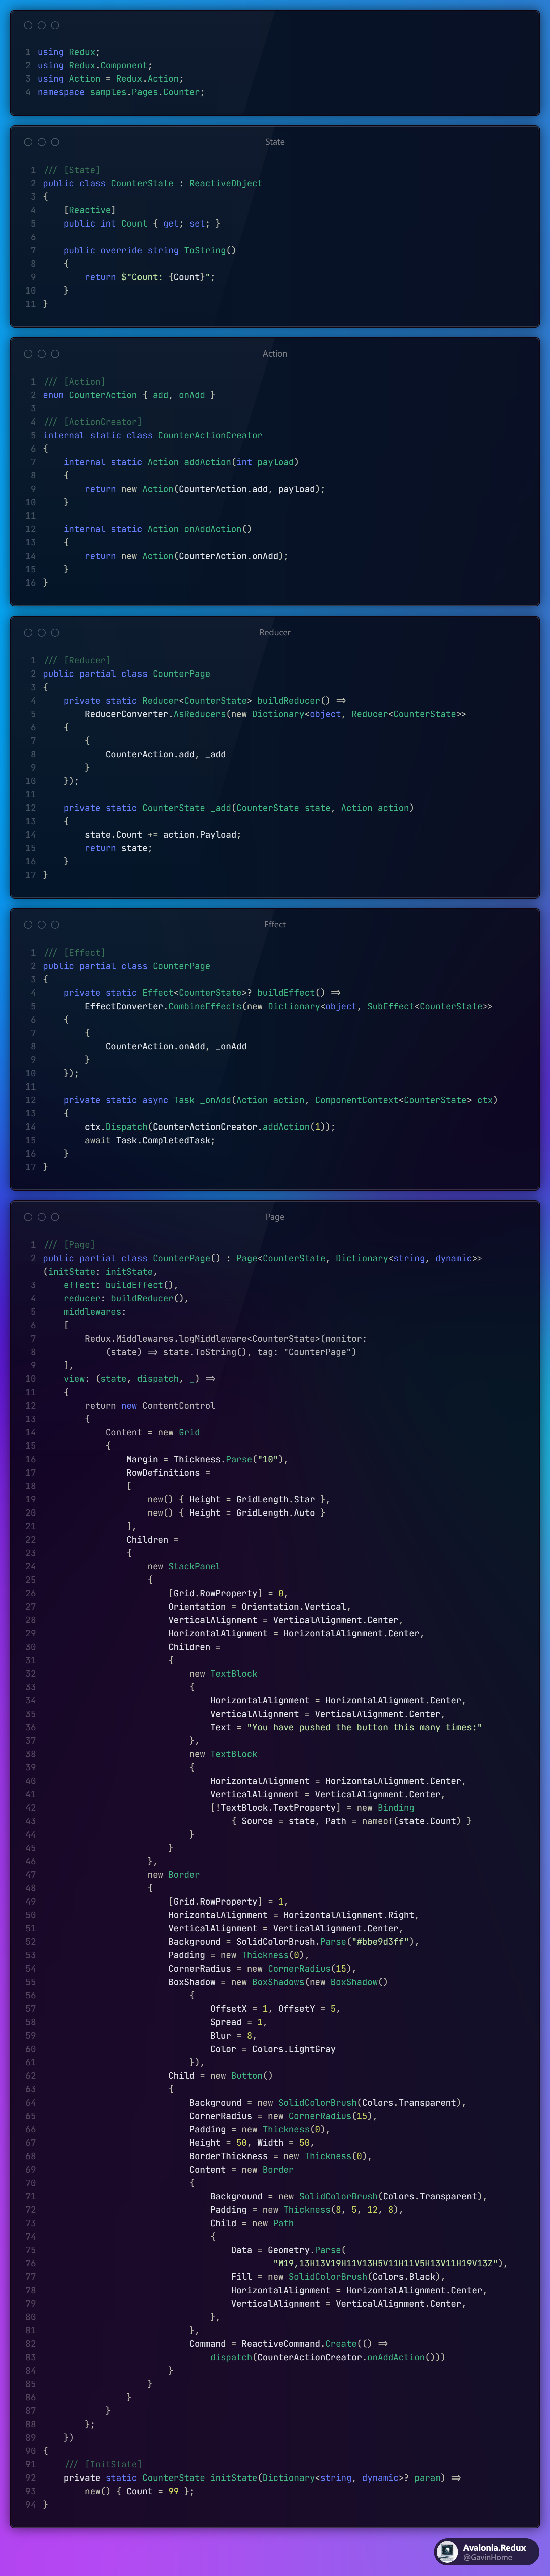 1 using Redux;
2 using Redux.Component;
3 using Action = Redux.Action;
4 namespace samples.Pages.Counter;
State
1 /// [State]
2 public class CounterState : ReactiveObject
3 {
4     [Reactive]
5     public int Count { get; set; }
6
7     public override string ToString()
8     {
9         return $"Count: {Count}";
10     }
11 }
Action
1 /// [Action]
2 enum CounterAction { add, onAdd }
3
4 /// [ActionCreator]
5 internal static class CounterActionCreator
6 {
7     internal static Action addAction(int payload)
8     {
9         return new Action(CounterAction.add, payload);
10     }
11
12     internal static Action onAddAction()
13     {
14         return new Action(CounterAction.onAdd);
15     }
16 }
Reducer
1 /// [Reducer]
2 public partial class CounterPage
3 {
4     private static Reducer<CounterState> buildReducer() =>
5         ReducerConverter.AsReducers(new Dictionary<object, Reducer<CounterState>>
6     {
7         {
8             CounterAction.add, _add
9         }
10     });
11
12     private static CounterState _add(CounterState state, Action action)
13     {
14         state.Count += action.Payload;
15         return state;
16     }
17 }
Effect
1 /// [Effect]
2 public partial class CounterPage
3 {
4     private static Effect<CounterState>? buildEffect() =>
5         EffectConverter.CombineEffects(new Dictionary<object, SubEffect<CounterState>>
6     {
7         {
8             CounterAction.onAdd, _onAdd
9         }
10     });
11
12     private static async Task _onAdd(Action action, ComponentContext<CounterState> ctx)
13     {
14         ctx.Dispatch(CounterActionCreator.addAction(1));
15         await Task.CompletedTask;
16     }
17 }
Page
1 /// [Page]
2 public partial class CounterPage() : Page<CounterState, Dictionary<string, dynamic>>
(initState: initState,
3     effect: buildEffect(),
4     reducer: buildReducer(),
5     middlewares:
6     [
7         Redux.Middlewares.logMiddleware<CounterState>(monitor:
8             (state) => state.ToString(), tag: "CounterPage")
9     ],
10     view: (state, dispatch, _) =>
11     {
12         return new ContentControl
13         {
14             Content = new Grid
15             {
16                 Margin = Thickness.Parse("10"),
17                 RowDefinitions =
18                 [
19                     new() { Height = GridLength.Star },
20                     new() { Height = GridLength.Auto }
21                 ],
22                 Children =
23                 {
24                     new StackPanel
25                     {
26                         [Grid.RowProperty] = 0,
27                         Orientation = Orientation.Vertical,
28                         VerticalAlignment = VerticalAlignment.Center,
29                         HorizontalAlignment = HorizontalAlignment.Center,
30                         Children =
31                         {
32                             new TextBlock
33                             {
34                                 HorizontalAlignment = HorizontalAlignment.Center,
35                                 VerticalAlignment = VerticalAlignment.Center,
36                                 Text = "You have pushed the button this many times:"
37                             },
38                             new TextBlock
39                             {
40                                 HorizontalAlignment = HorizontalAlignment.Center,
41                                 VerticalAlignment = VerticalAlignment.Center,
42                                 [!TextBlock.TextProperty] = new Binding
43                                     { Source = state, Path = nameof(state.Count) }
44                             }
45                         }
46                     },
47                     new Border
48                     {
49                         [Grid.RowProperty] = 1,
50                         HorizontalAlignment = HorizontalAlignment.Right,
51                         VerticalAlignment = VerticalAlignment.Center,
52                         Background = SolidColorBrush.Parse("#bbe9d3ff"),
53                         Padding = new Thickness(0),
54                         CornerRadius = new CornerRadius(15),
55                         BoxShadow = new BoxShadows(new BoxShadow()
56                             {
57                                 OffsetX = 1, OffsetY = 5,
58                                 Spread = 1,
59                                 Blur = 8,
60                                 Color = Colors.LightGray
61                             }),
62                         Child = new Button()
63                         {
64                             Background = new SolidColorBrush(Colors.Transparent),
65                             CornerRadius = new CornerRadius(15),
66                             Padding = new Thickness(0),
67                             Height = 50, Width = 50,
68                             BorderThickness = new Thickness(0),
69                             Content = new Border
70                             {
71                                 Background = new SolidColorBrush(Colors.Transparent),
72                                 Padding = new Thickness(8, 5, 12, 8),
73                                 Child = new Path
74                                 {
75                                     Data = Geometry.Parse(
76                                             "M19,13H13V19H11V13H5V11H11V5H13V11H19V13Z"),
77                                     Fill = new SolidColorBrush(Colors.Black),
78                                     HorizontalAlignment = HorizontalAlignment.Center,
79                                     VerticalAlignment = VerticalAlignment.Center,
80                                 },
81                             },
82                             Command = ReactiveCommand.Create(() =>
83                                 dispatch(CounterActionCreator.onAddAction()))
84                         }
85                     }
86                 }
87             }
88         };
89     })
90 {
91     /// [InitState]
92     private static CounterState initState(Dictionary<string, dynamic>? param) =>
93         new() { Count = 99 };
94 }
Avalonia.Redux
@GavinHome